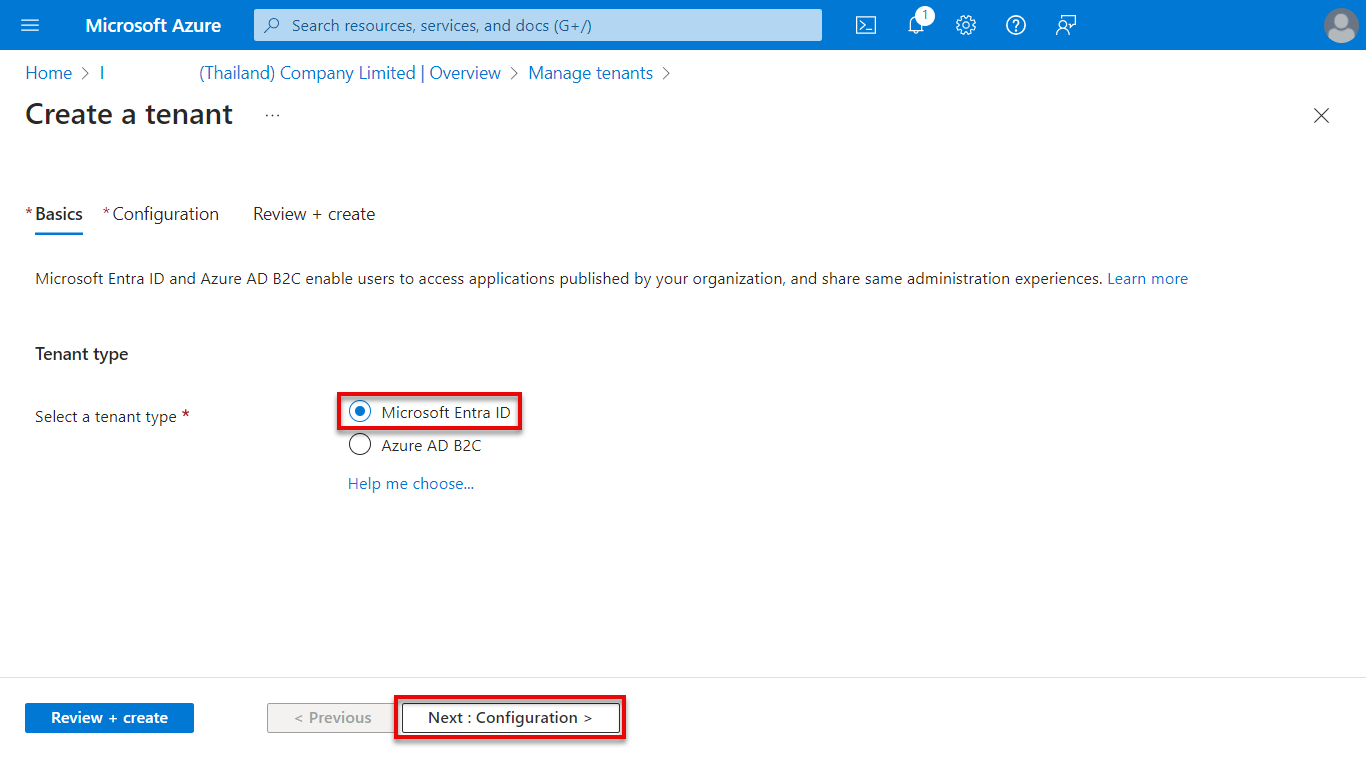 Microsoft Azure
Search resources, services, and docs (G+/)
1
Home > I (Thailand) Company Limited | Overview > Manage tenants >
Create a tenant ...
* Basics * Configuration Review + create
Microsoft Entra ID and Azure AD B2C enable users to access applications published by your organization, and share same administration experiences. Learn more
Tenant type
Select a tenant type *
Microsoft Entra ID
Azure AD B2C
Help me choose...
Review + create
< Previous
Next : Configuration >